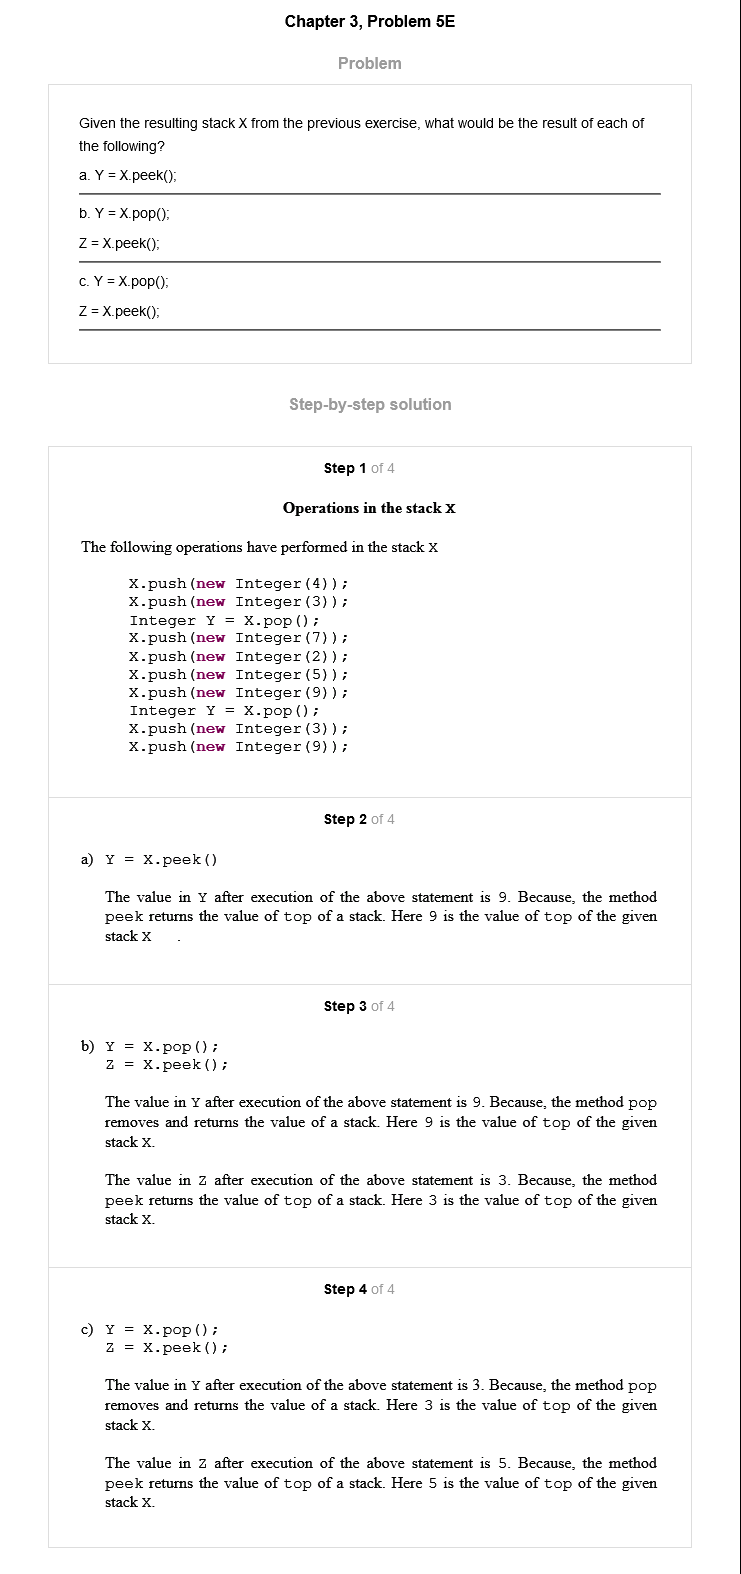 Chapter 3, Problem 5E
Problem
Given the resulting stack X from the previous exercise, what would be the result of each of
the following?
a. Y = X.peek();
b. Y = X.pop();
Z = X.peek();
c. Y = X.pop();
Z = X.peek();
Step-by-step solution
Step 1 of 4
Operations in the stack X
The following operations have performed in the stack X
X.push(new Integer(4));
X.push(new Integer(3));
Integer Y = X.pop();
X.push(new Integer(7));
X.push(new Integer(2));
X.push(new Integer(5));
X.push(new Integer(9));
Integer Y = X.pop();
X.push(new Integer(3));
X.push(new Integer(9));
Step 2 of 4
a) Y = X.peek()
The value in Y after execution of the above statement is 9. Because, the method
peek returns the value of top of a stack. Here 9 is the value of top of the given
stack X .
Step 3 of 4
b) Y = X.pop();
Z = X.peek();
The value in Y after execution of the above statement is 9. Because, the method pop
removes and returns the value of a stack. Here 9 is the value of top of the given
stack X.
The value in Z after execution of the above statement is 3. Because, the method
peek returns the value of top of a stack. Here 3 is the value of top of the given
stack X.
Step 4 of 4
c) Y = X.pop();
Z = X.peek();
The value in Y after execution of the above statement is 3. Because, the method pop
removes and returns the value of a stack. Here 3 is the value of top of the given
stack X.
The value in Z after execution of the above statement is 5. Because, the method
peek returns the value of top of a stack. Here 5 is the value of top of the given
stack X.